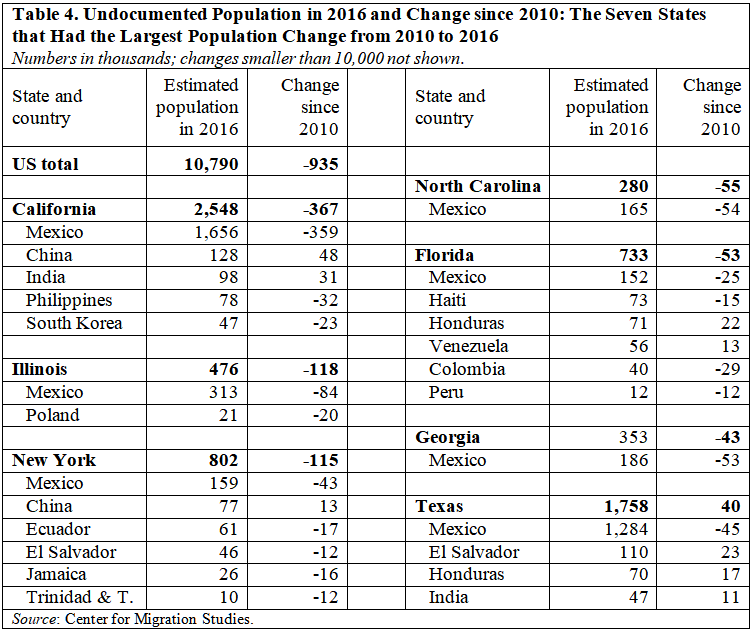 Table 4. Undocumented Population in 2016 and Change since 2010: The Seven States
that Had the Largest Population Change from 2010 to 2016
Numbers in thousands; changes smaller than 10,000 not shown.
State and country Estimated population in 2016 Change since 2010
US total 10,790 -935
California 2,548 -367
Mexico 1,656 -359
China 128 48
India 98 31
Philippines 78 -32
South Korea 47 -23
Illinois 476 -118
Mexico 313 -84
Poland 21 -20
New York 802 -115
Mexico 159 -43
China 77 13
Ecuador 61 -17
El Salvador 46 -12
Jamaica 26 -16
Trinidad & T. 10 -12
State and country Estimated population in 2016 Change since 2010
North Carolina 280 -55
Mexico 165 -54
Florida 733 -53
Mexico 152 -25
Haiti 73 -15
Honduras 71 22
Venezuela 56 13
Colombia 40 -29
Peru 12 -12
Georgia 353 -43
Mexico 186 -53
Texas 1,758 40
Mexico 1,284 -45
El Salvador 110 23
Honduras 70 17
India 47 11
Source: Center for Migration Studies.